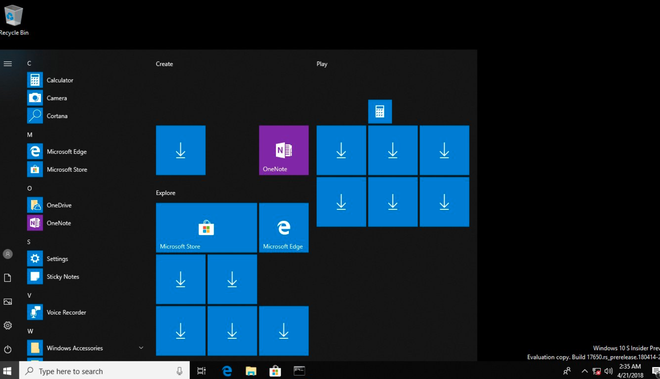 Recycle Bin
C
Calculator
Camera
Cortana
M
Microsoft Edge
Microsoft Store
O
OneDrive
OneNote
S
Settings
Sticky Notes
V
Voice Recorder
W
Windows Accessories
Create
OneNote
Explore
Microsoft Store
Microsoft Edge
Play
Windows 10 S Insider Prev
Evaluation copy. Build 17650.rs_prerelease.180414-2
Type here to search
2:35 AM
4/21/2018